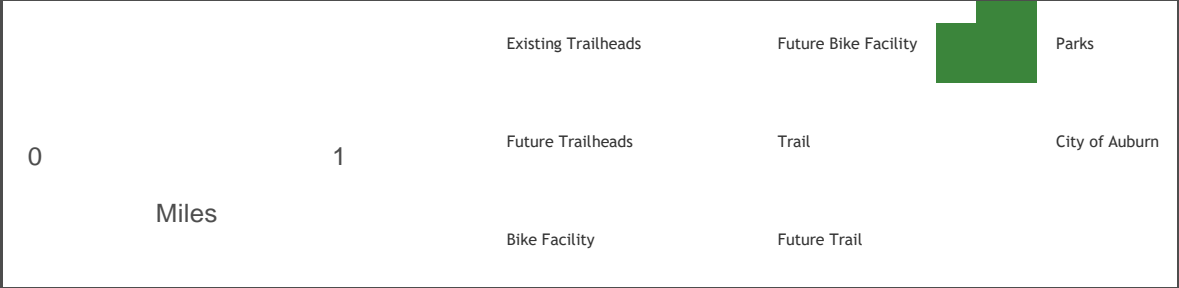 Existing Trailheads
Future Bike Facility
Parks
Future Trailheads
Trail
City of Auburn
0
1
Miles
Bike Facility
Future Trail